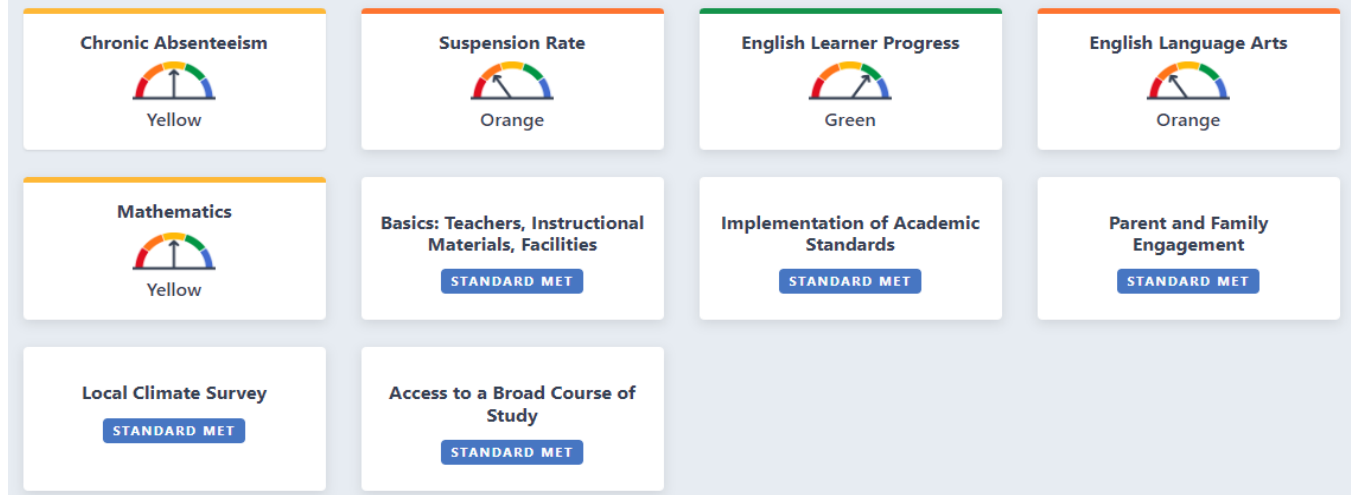 Chronic Absenteeism
Yellow
Suspension Rate
Orange
English Learner Progress
Green
English Language Arts
Orange
Mathematics
Yellow
Basics: Teachers, Instructional
Materials, Facilities
STANDARD MET
Implementation of Academic
Standards
STANDARD MET
Parent and Family
Engagement
STANDARD MET
Local Climate Survey
STANDARD MET
Access to a Broad Course of
Study
STANDARD MET